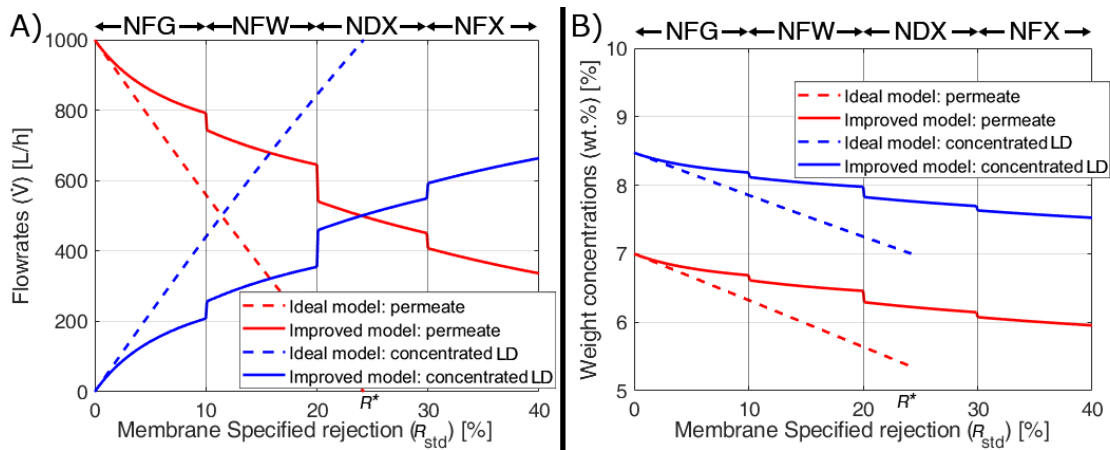 A)
NFG NFW NDX NFX
1000
800
600
400
200
0
Flowrates (V̇) [L/h]
Ideal model: permeate
Improved model: permeate
Ideal model: concentrated LD
Improved model: concentrated LD
0 10 20 R* 30 40
Membrane Specified rejection (Rstd) [%]
B)
NFG NFW NDX NFX
10
9
8
7
6
5
Weight concentrations (wt.%) [%]
Ideal model: permeate
Improved model: permeate
Ideal model: concentrated LD
Improved model: concentrated LD
0 10 20 R* 30 40
Membrane Specified rejection (Rstd) [%]